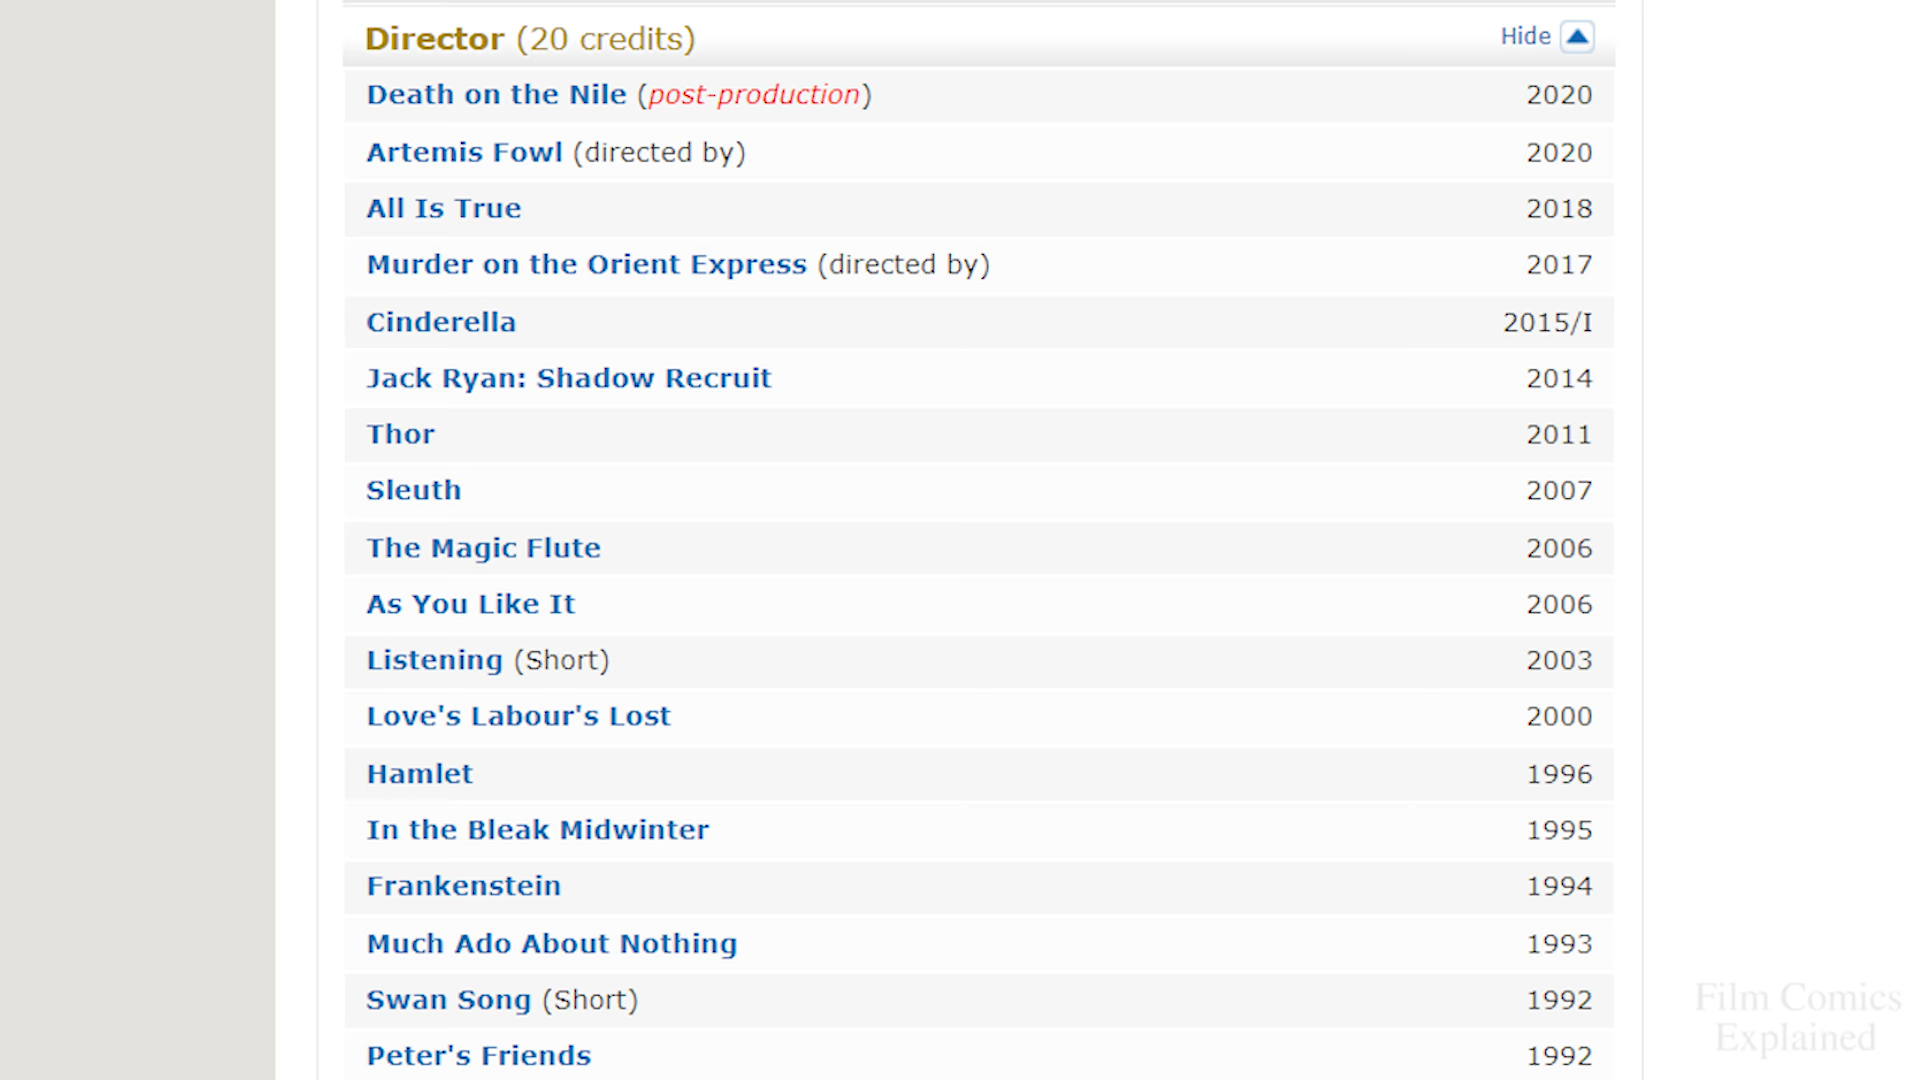 Director (20 credits) Hide
Death on the Nile (post-production) 2020
Artemis Fowl (directed by) 2020
All Is True 2018
Murder on the Orient Express (directed by) 2017
Cinderella 2015/I
Jack Ryan: Shadow Recruit 2014
Thor 2011
Sleuth 2007
The Magic Flute 2006
As You Like It 2006
Listening (Short) 2003
Love's Labour's Lost 2000
Hamlet 1996
In the Bleak Midwinter 1995
Frankenstein 1994
Much Ado About Nothing 1993
Swan Song (Short) 1992
Peter's Friends 1992
Film Comics
Explained